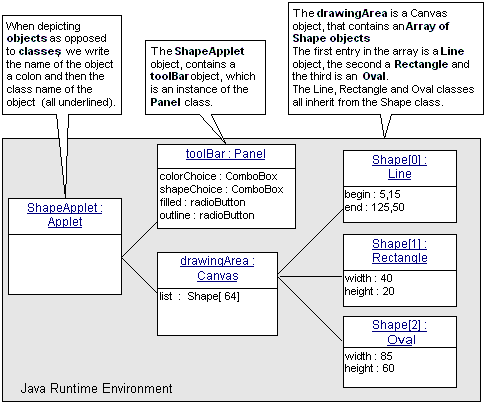 When depicting
objects as opposed
to classes, we write
the name of the object
a colon and then the
class name of the
object (all underlined).
The ShapeApplet
object, contains a
toolBar object, which
is an instance of the
Panel class.
The drawingArea is a Canvas
object, that contains an Array of
Shape objects
The first entry in the array is a Line
object, the second a Rectangle and
the third is an Oval.
The Line, Rectangle and Oval classes
all inherit from the Shape class.
ShapeApplet :
Applet
toolBar : Panel
colorChoice : ComboBox
shapeChoice : ComboBox
filled : radioButton
outline : radioButton
drawingArea :
Canvas
list : Shape[ 64]
Shape[0] :
Line
begin : 5,15
end : 125,50
Shape[1] :
Rectangle
width : 40
height : 20
Shape[2] :
Oval
width : 85
height : 60
Java Runtime Environment